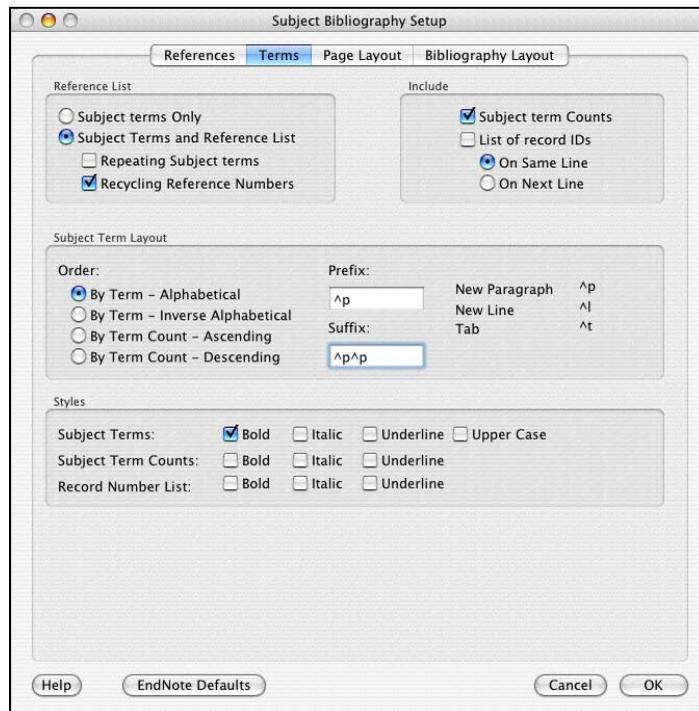 Subject Bibliography Setup
References Terms Page Layout Bibliography Layout
Reference List
Subject terms Only
Subject Terms and Reference List
Repeating Subject terms
Recycling Reference Numbers
Include
Subject term Counts
List of record IDs
On Same Line
On Next Line
Subject Term Layout
Order:
By Term - Alphabetical
By Term - Inverse Alphabetical
By Term Count - Ascending
By Term Count - Descending
Prefix:
^p
Suffix:
^p^p
New Paragraph ^p
New Line ^l
Tab ^t
Styles
Subject Terms: Bold Italic Underline Upper Case
Subject Term Counts: Bold Italic Underline
Record Number List: Bold Italic Underline
Help EndNote Defaults Cancel OK